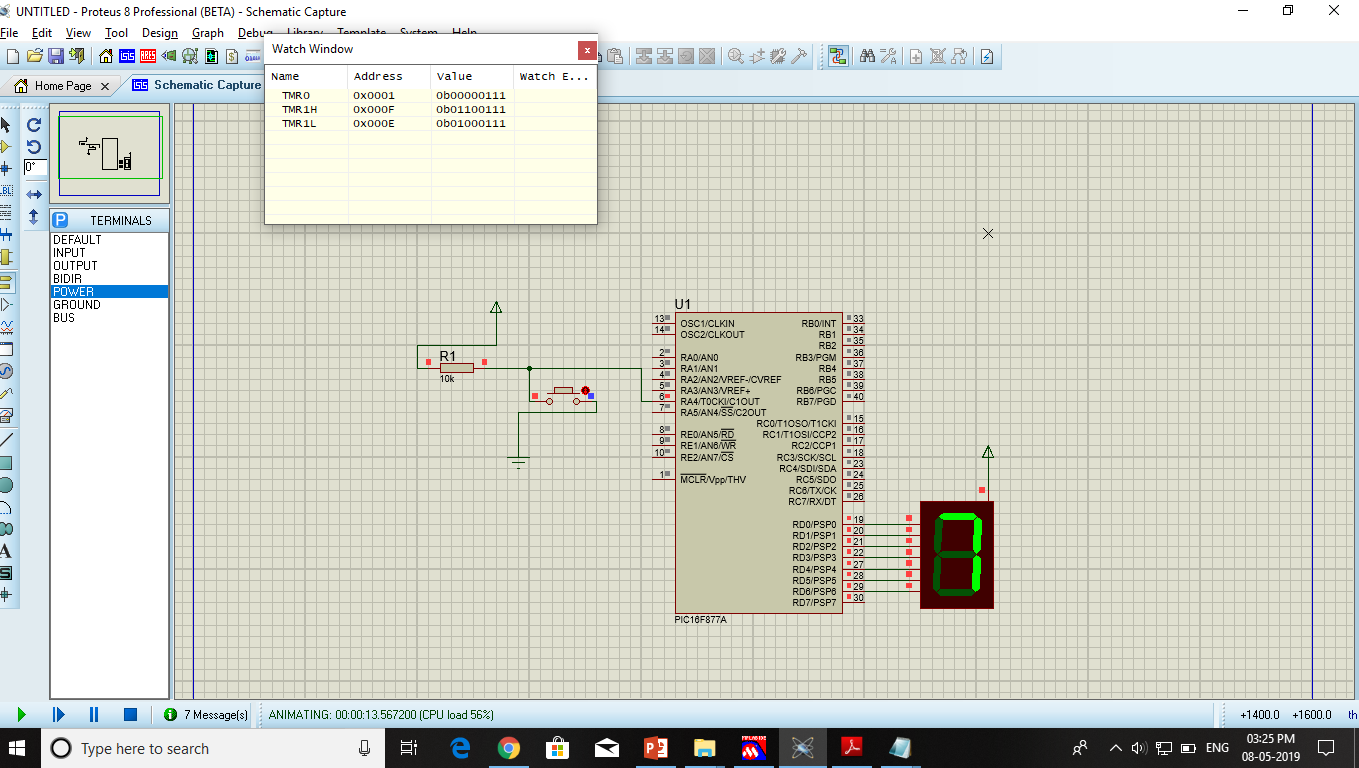 UNTITLED - Proteus 8 Professional (BETA) - Schematic Capture
File Edit View Tool Design Graph Debug Library Template System Help
Watch Window
Name Address Value Watch E...
TMR0 0x0001 0b00000111
TMR1H 0x000F 0b01100111
TMR1L 0x000E 0b01000111
Home Page
Schematic Capture
0°
TERMINALS
DEFAULT
INPUT
OUTPUT
BIDIR
POWER
GROUND
BUS
R1
10k
U1
13 OSC1/CLKIN
14 OSC2/CLKOUT
2 RA0/AN0
3 RA1/AN1
4 RA2/AN2/VREF-/CVREF
5 RA3/AN3/VREF+
6 RA4/T0CKI/C1OUT
7 RA5/AN4/SS/C2OUT
8 RE0/AN5/RD
9 RE1/AN6/WR
10 RE2/AN7/CS
1 MCLR/Vpp/THV
RB0/INT 33
RB1 34
RB2 35
RB3/PGM 36
RB4 37
RB5 38
RB6/PGC 39
RB7/PGD 40
RC0/T1OSO/T1CKI 15
RC1/T1OSI/CCP2 16
RC2/CCP1 17
RC3/SCK/SCL 18
RC4/SDI/SDA 23
RC5/SDO 24
RC6/TX/CK 25
RC7/RX/DT 26
RD0/PSP0 19
RD1/PSP1 20
RD2/PSP2 21
RD3/PSP3 22
RD4/PSP4 27
RD5/PSP5 28
RD6/PSP6 29
RD7/PSP7 30
PIC16F877A
7
7 Message(s)
ANIMATING: 00:00:13.567200 (CPU load 56%)
+1400.0 +1600.0 th
Type here to search
ENG
03:25 PM
08-05-2019